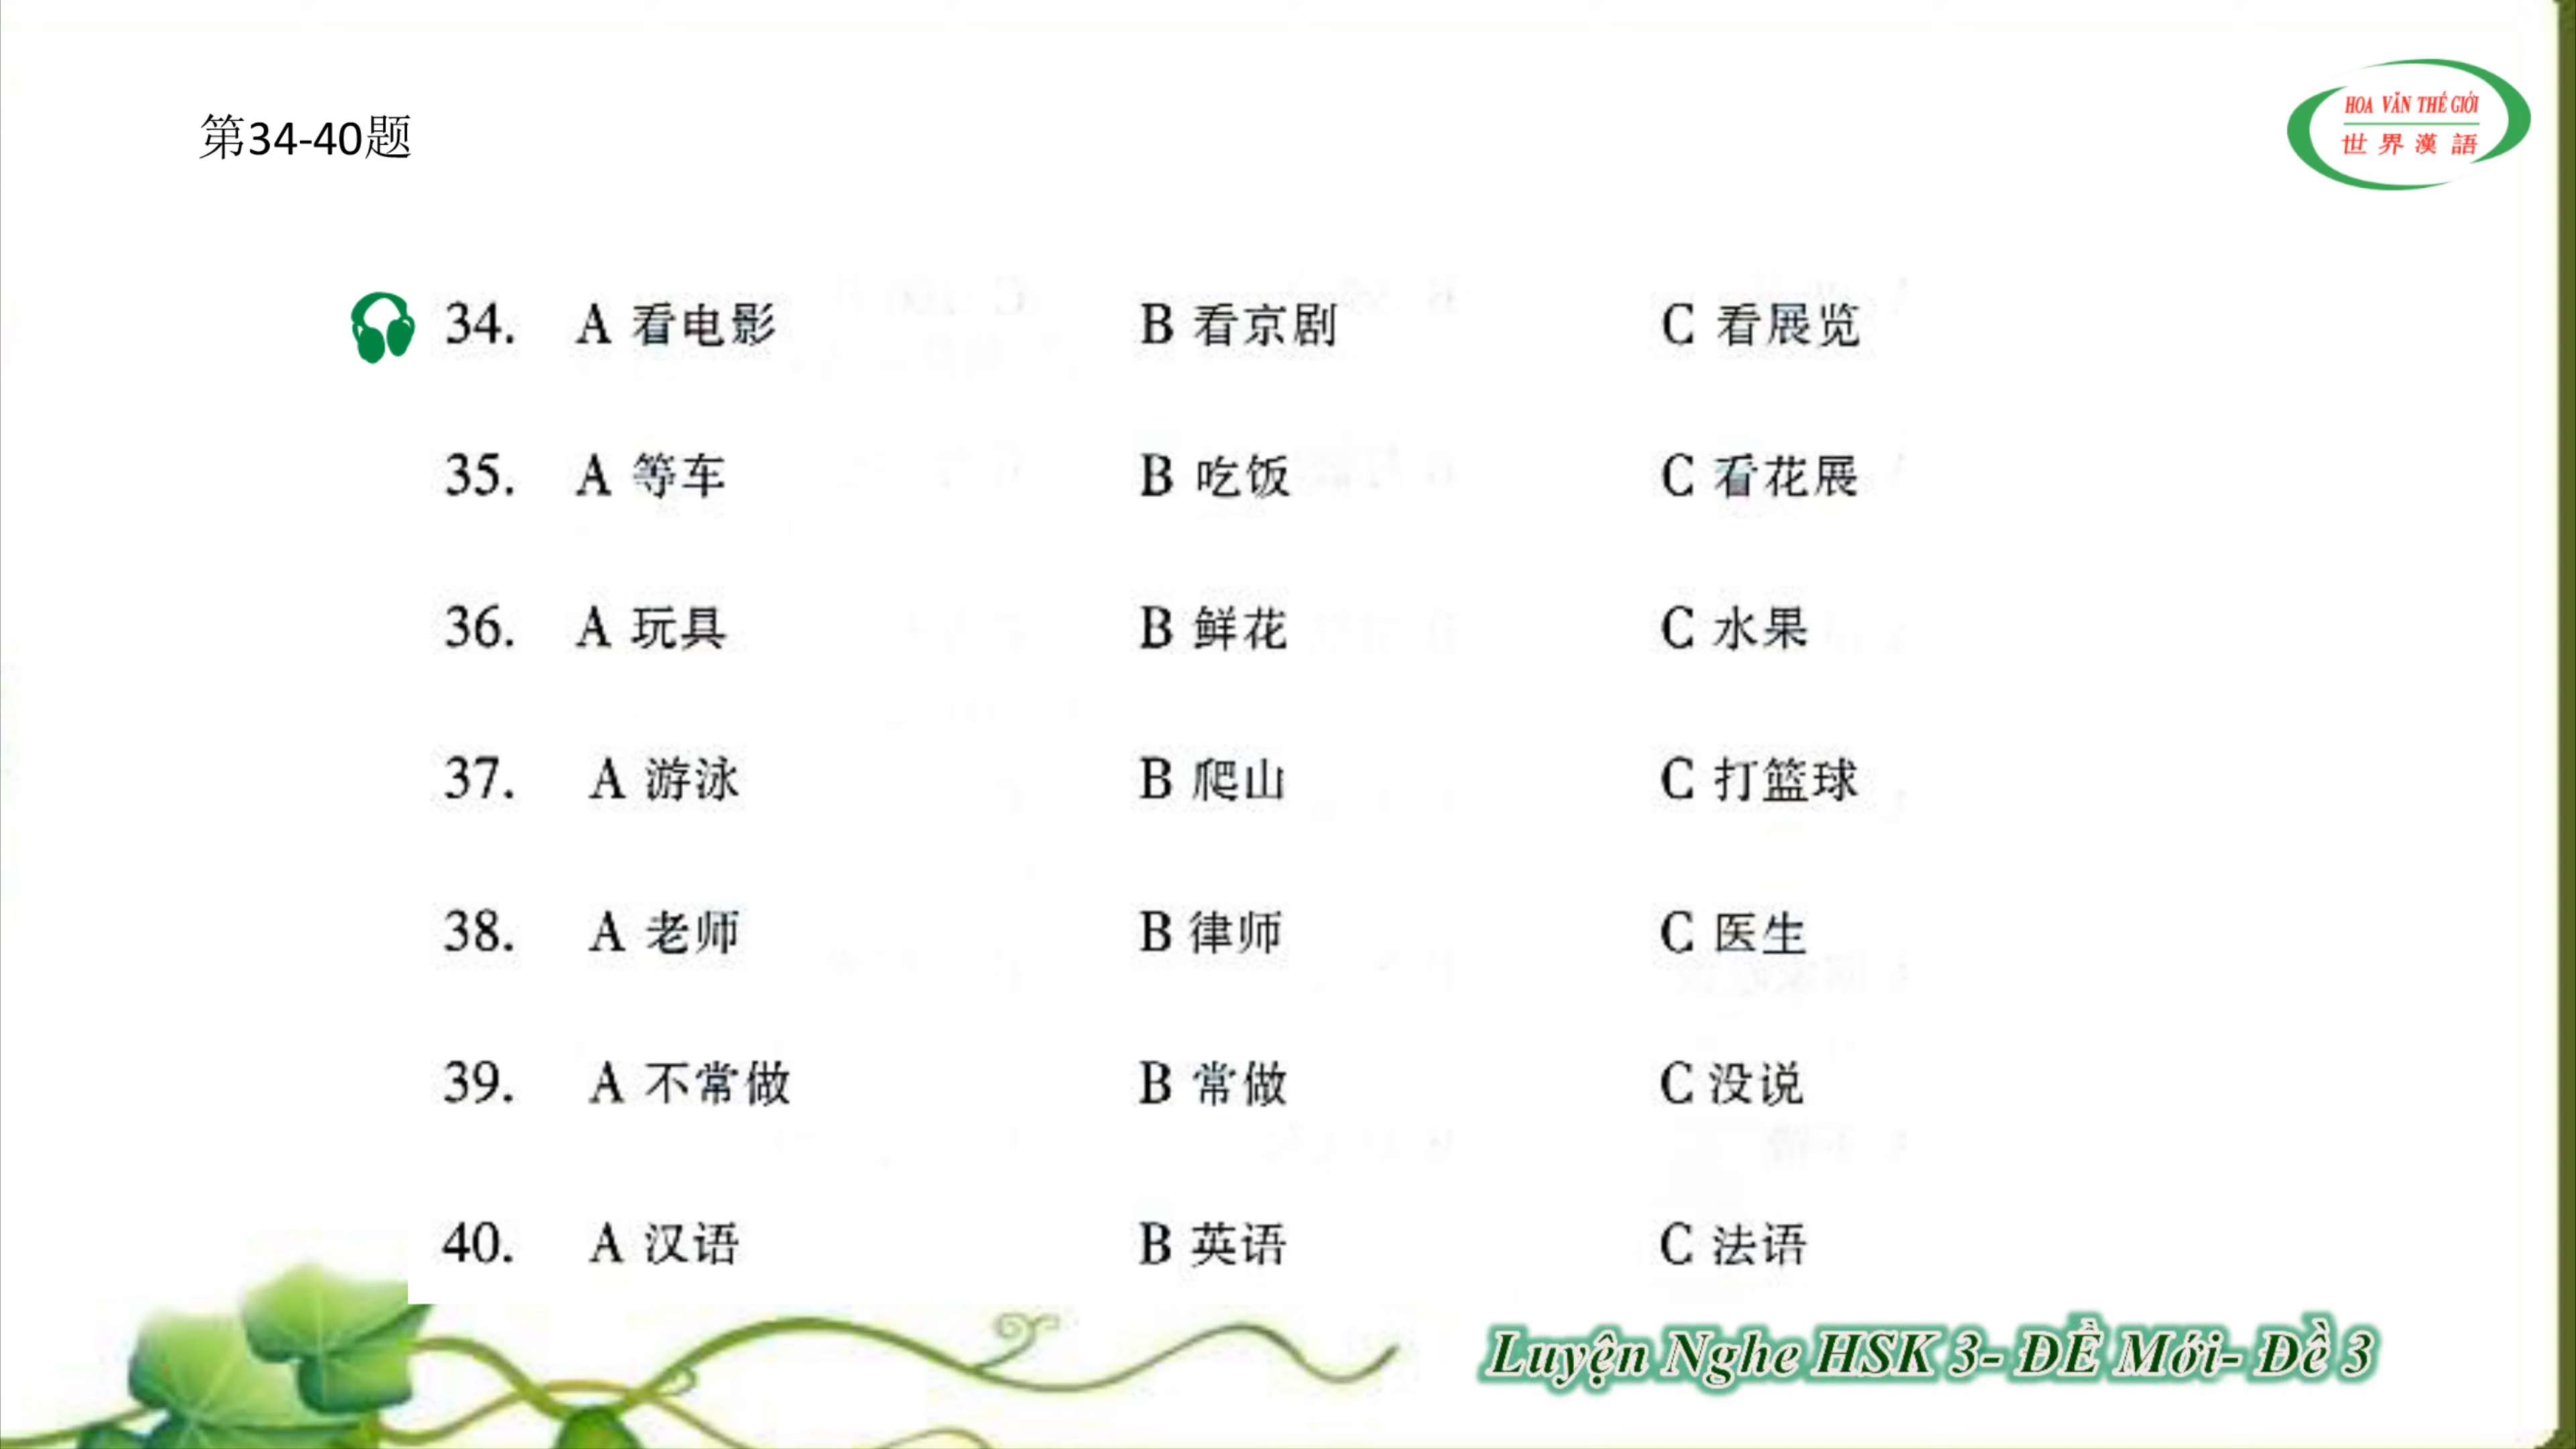 HOA VĂN THẾ GIỚI
世界漢語
第34-40题
34. A 看电影 B 看京剧 C 看展览
35. A 等车 B 吃饭 C 看花展
36. A 玩具 B 鲜花 C 水果
37. A 游泳 B 爬山 C 打篮球
38. A 老师 B 律师 C 医生
39. A 不常做 B 常做 C 没说
40. A 汉语 B 英语 C 法语
Luyện Nghe HSK 3- ĐỀ Mới- Đề 3